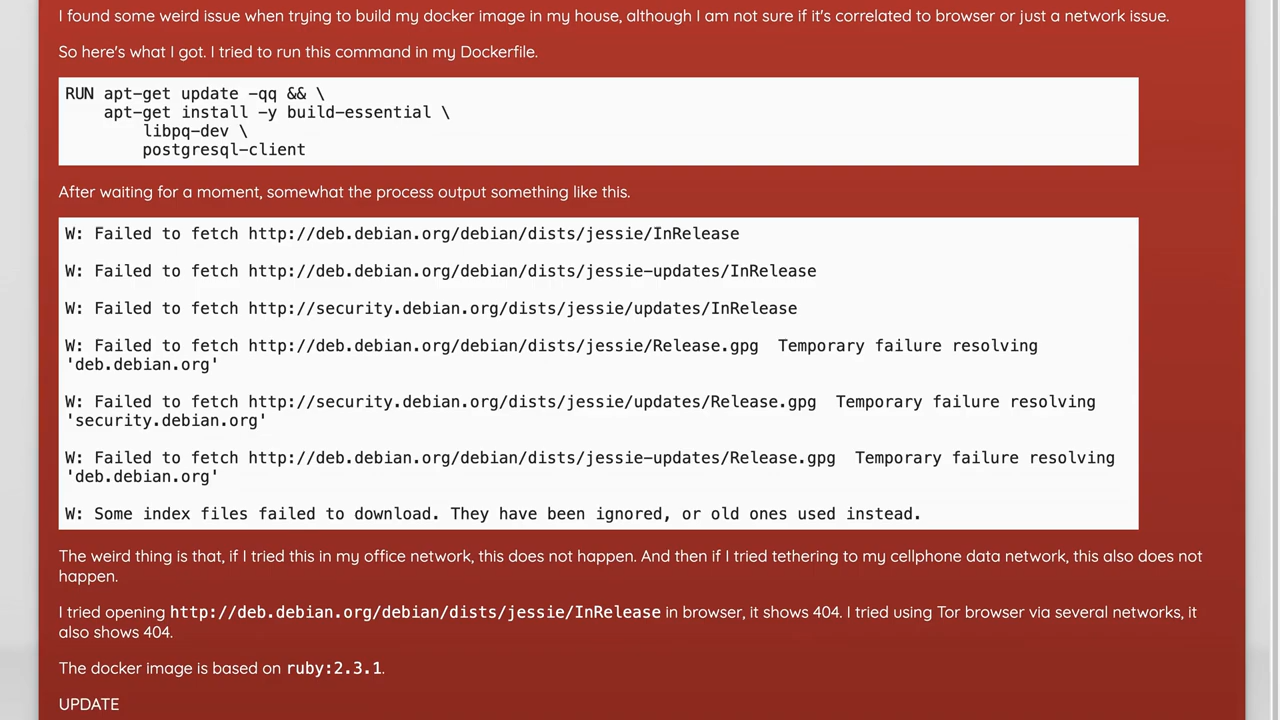 I found some weird issue when trying to build my docker image in my house, although I am not sure if it's correlated to browser or just a network issue.
So here's what I got. I tried to run this command in my Dockerfile.
RUN apt-get update -qq && \
    apt-get install -y build-essential \
        libpq-dev \
        postgresql-client
After waiting for a moment, somewhat the process output something like this.
W: Failed to fetch http://deb.debian.org/debian/dists/jessie/InRelease
W: Failed to fetch http://deb.debian.org/debian/dists/jessie-updates/InRelease
W: Failed to fetch http://security.debian.org/dists/jessie/updates/InRelease
W: Failed to fetch http://deb.debian.org/debian/dists/jessie/Release.gpg  Temporary failure resolving
'deb.debian.org'
W: Failed to fetch http://security.debian.org/dists/jessie/updates/Release.gpg  Temporary failure resolving
'security.debian.org'
W: Failed to fetch http://deb.debian.org/debian/dists/jessie-updates/Release.gpg  Temporary failure resolving
'deb.debian.org'
W: Some index files failed to download. They have been ignored, or old ones used instead.
The weird thing is that, if I tried this in my office network, this does not happen. And then if I tried tethering to my cellphone data network, this also does not
happen.
I tried opening http://deb.debian.org/debian/dists/jessie/InRelease in browser, it shows 404. I tried using Tor browser via several networks, it
also shows 404.
The docker image is based on ruby:2.3.1.
UPDATE